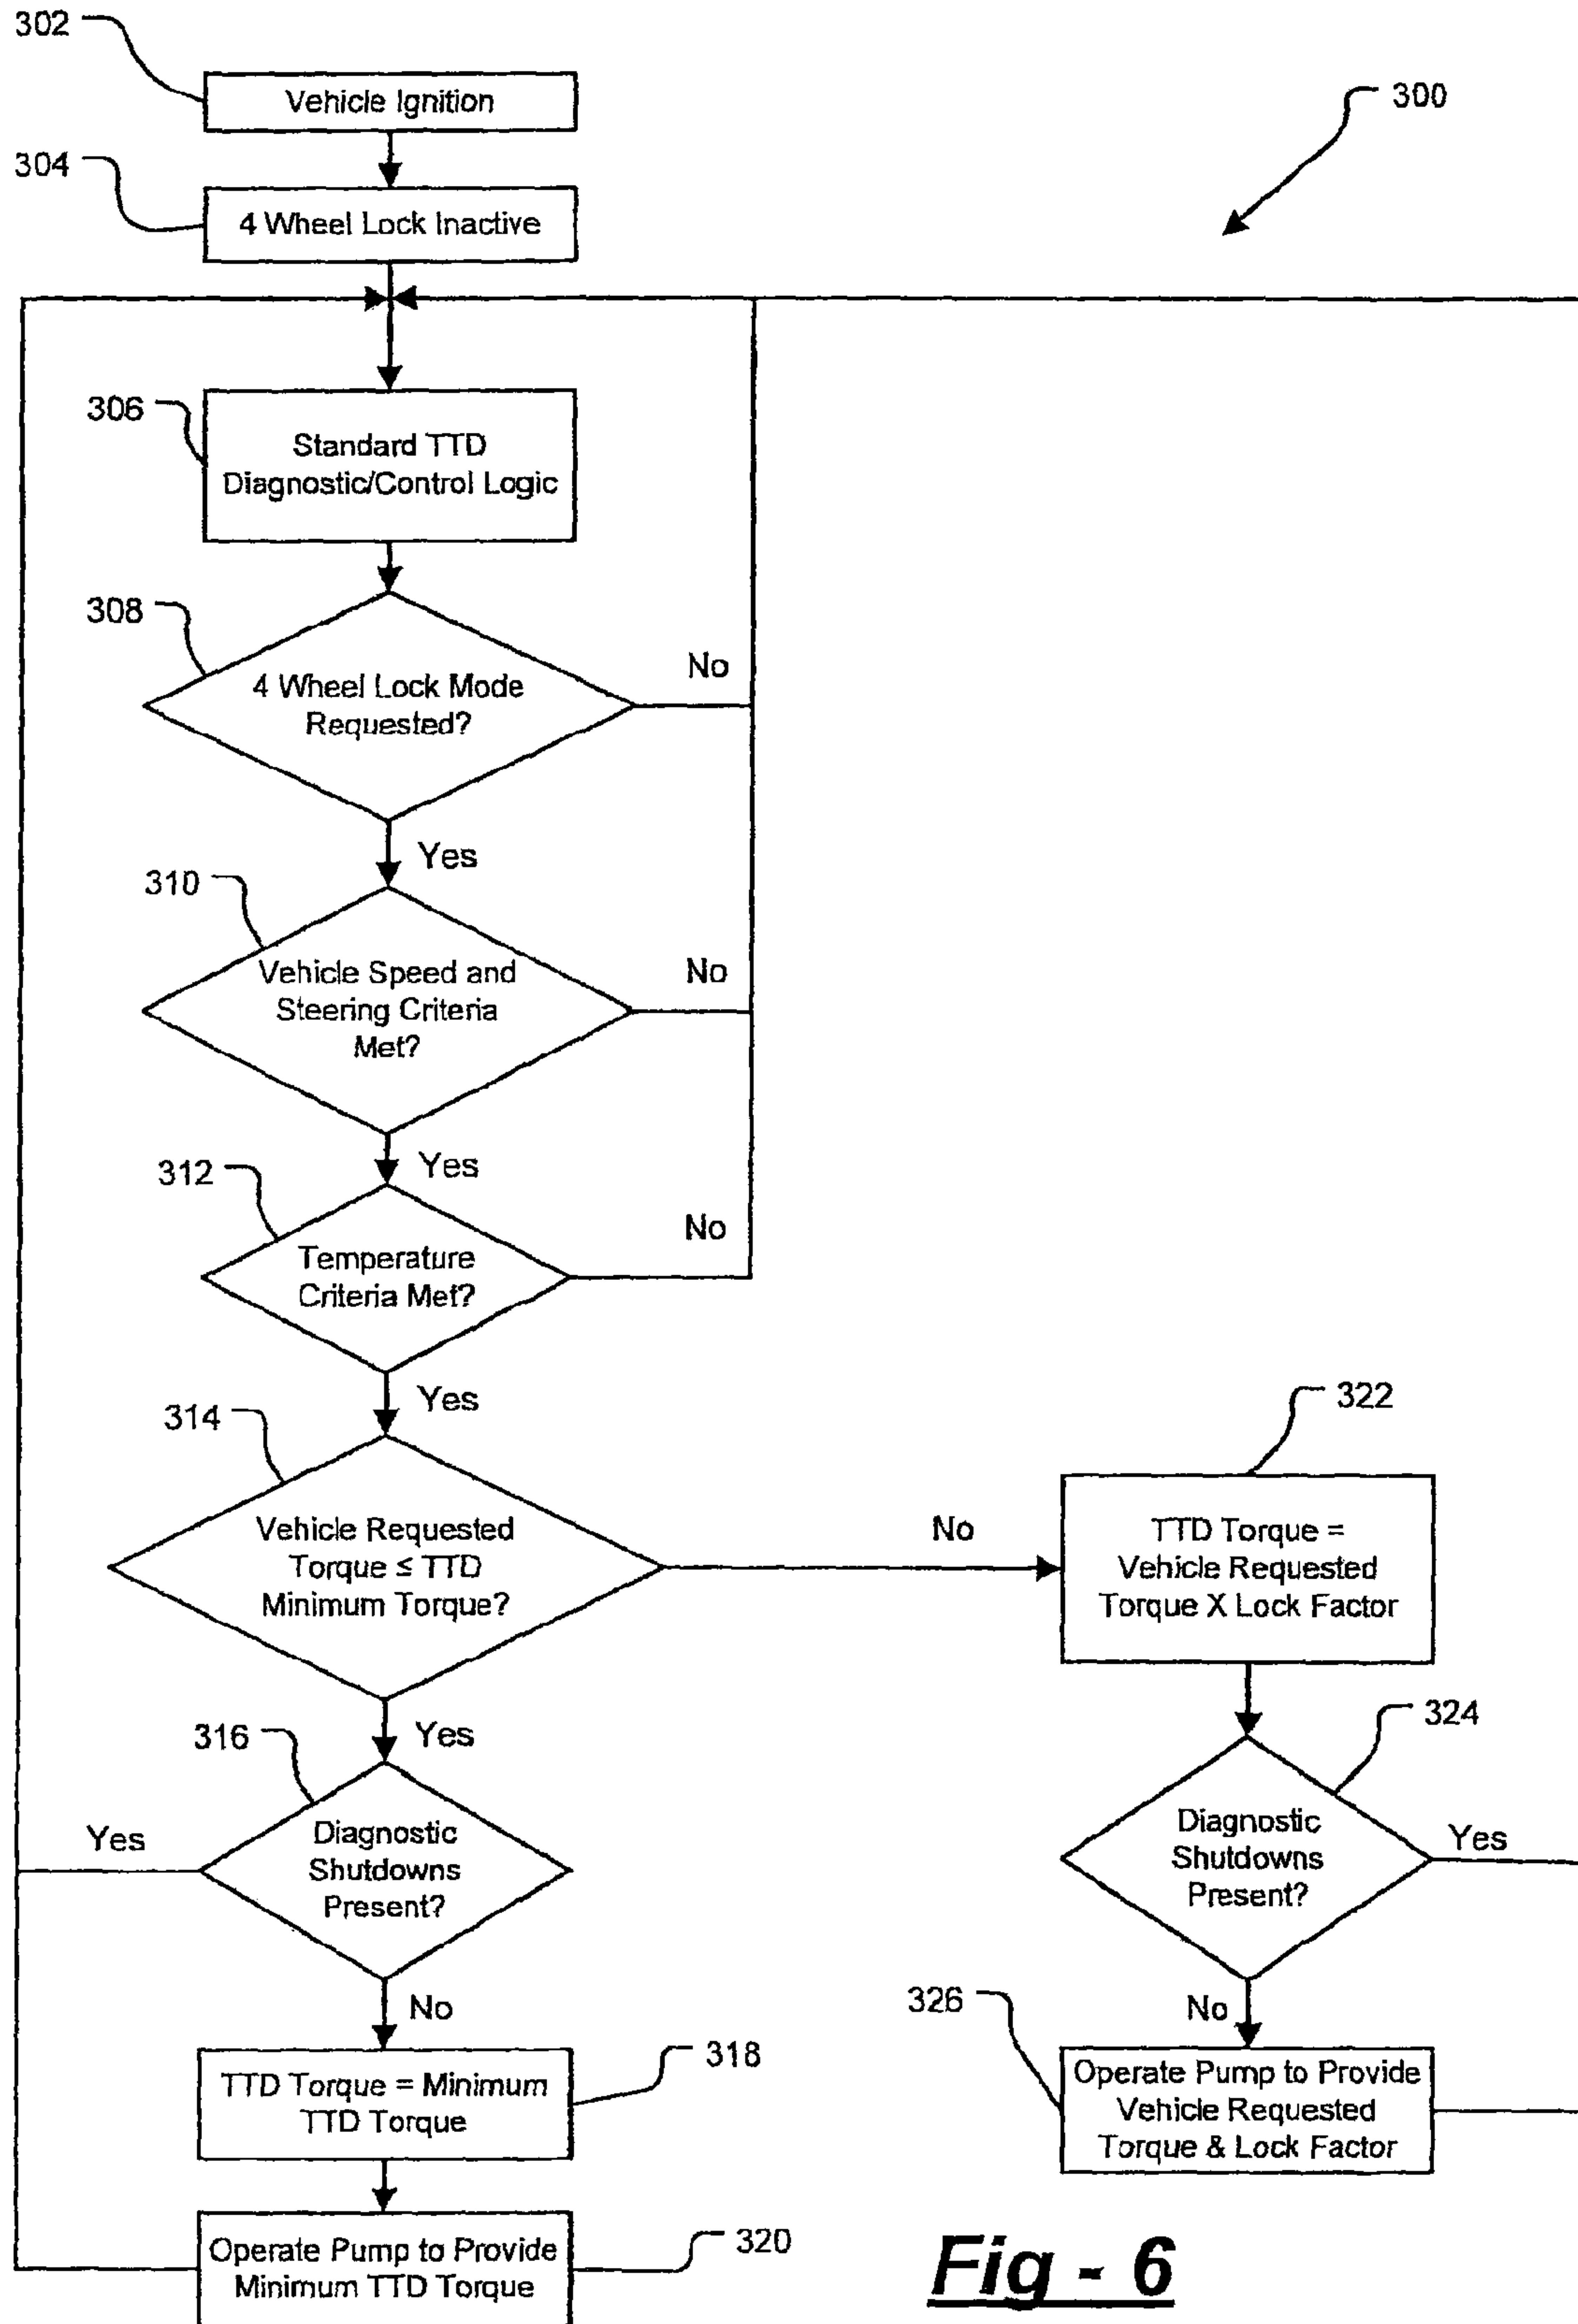 302
Vehicle Ignition
300
304
4 Wheel Lock Inactive
306
Standard TTD
Diagnostic/Control Logic
308
4 Wheel Lock Mode
Requested?
No
Yes
310
Vehicle Speed and
Steering Criteria
Met?
No
Yes
312
Temperature
Criteria Met?
No
Yes
314
Vehicle Requested
Torque ≤ TTD
Minimum Torque?
No
322
TTD Torque =
Vehicle Requested
Torque X Lock Factor
Yes
316
Diagnostic
Shutdowns
Present?
Yes
324
Diagnostic
Shutdowns
Present?
Yes
No
318
TTD Torque = Minimum
TTD Torque
326
No
Operate Pump to Provide
Vehicle Requested
Torque & Lock Factor
320
Operate Pump to Provide
Minimum TTD Torque
Fig - 6